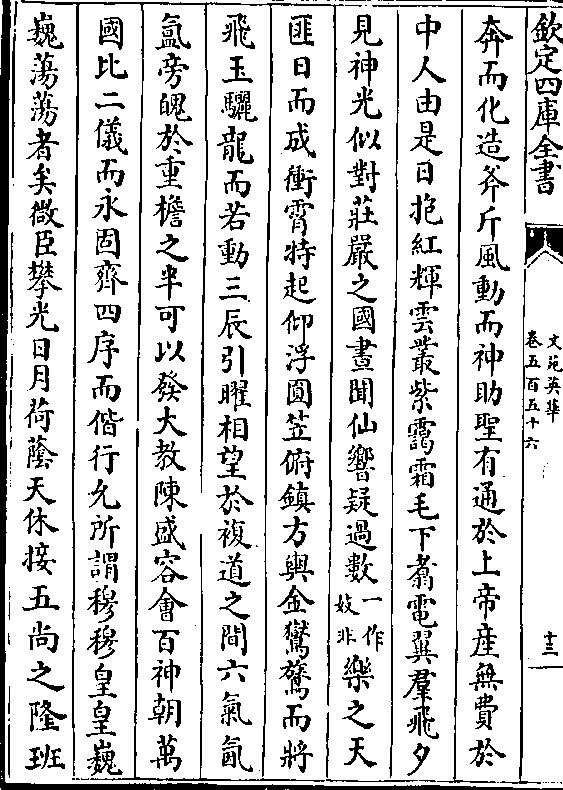 欽定四庫全書
文苑英華
卷五百五十六
十三
奔而化造斧斤風動而神助聖有通於上帝産無費於
中人由是日抱紅輝雲叢紫靄霜毛下翥電翼羣飛夕
見神光似對莊嚴之國晝聞仙響疑過數一作妓非樂之天
匪日而成衝霄特起仰浮圓笠俯鎮方輿金鸞騫而將
飛玉驪龍而若動三辰引曜相望於複道之間六氣氤
氲旁魄於重檐之半可以發大教陳盛容會百神朝萬
國比二儀而永固齊四序而偕行允所謂穆穆皇皇巍
巍蕩蕩者矣微臣攀光日月荷蔭天休接五尚之隆班